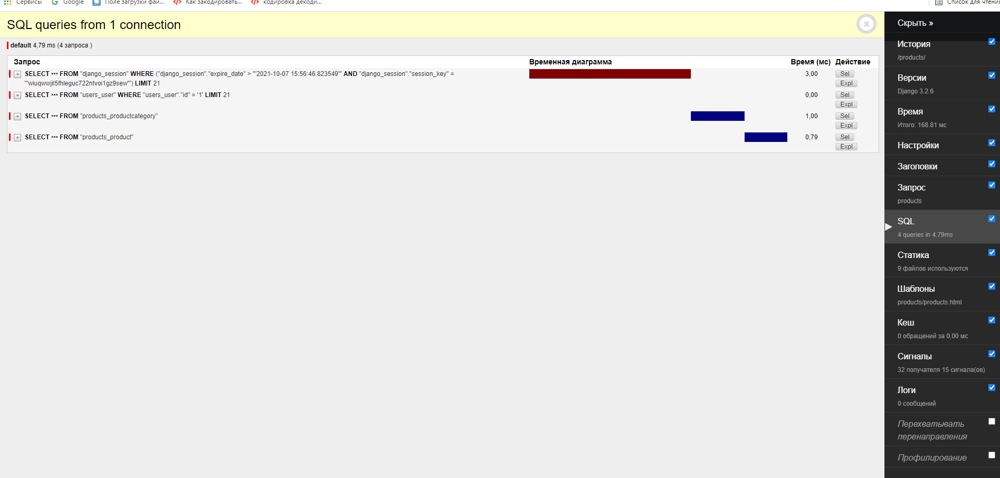 Сервисы Google Поле загрузки фай... Как закодировать... кодировка декоди... Список для чтения
SQL queries from 1 connection
default 4,79 ms (4 запроса )
Запрос Временная диаграмма Время (мс) Действие
SELECT ••• FROM "django_session" WHERE ("django_session"."expire_date" > '"2021-10-07 15:56:46.823549"' AND "django_session"."session_key" = 3,00 Sel
'"wiuqwwjil5fhleguc722ntvoi1gz9sew"') LIMIT 21 Expl
SELECT ••• FROM "users_user" WHERE "users_user"."id" = '1' LIMIT 21 0,00 Sel
Expl
SELECT ••• FROM "products_productcategory" 1,00 Sel
Expl
SELECT ••• FROM "products_product" 0,79 Sel
Expl
Скрыть »
История
/products/
Версии
Django 3.2.6
Время
Итого: 168.81 мс
Настройки
Заголовки
Запрос
products
SQL
4 queries in 4.79ms
Статика
9 файлов используются
Шаблоны
products/products.html
Кеш
0 обращений за 0.00 мс
Сигналы
32 получателя 15 сигнала(ов)
Логи
0 сообщений
Перехватывать
перенаправления
Профилирование